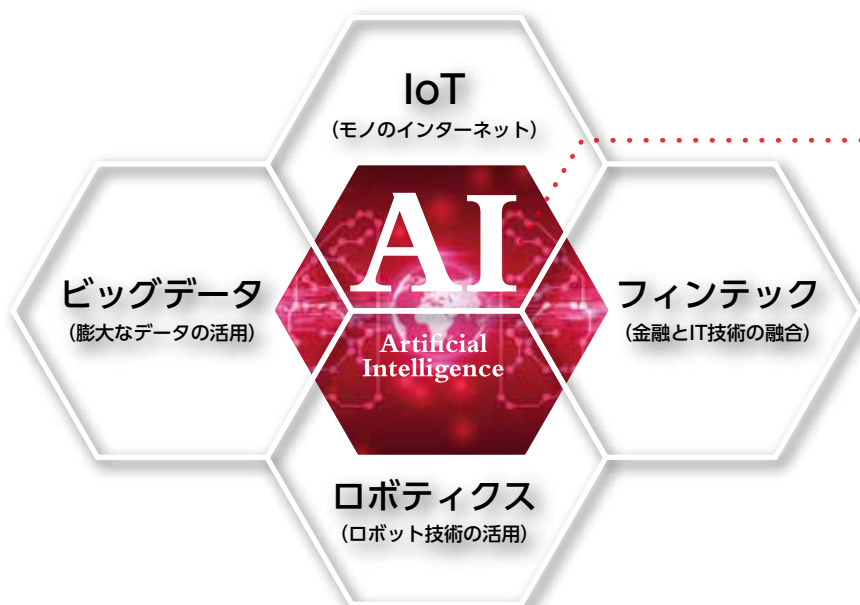 IoT
（モノのインターネット）
AI
Artificial
Intelligence
ビッグデータ
（膨大なデータの活用）
フィンテック
（金融とIT技術の融合）
ロボティクス
（ロボット技術の活用）